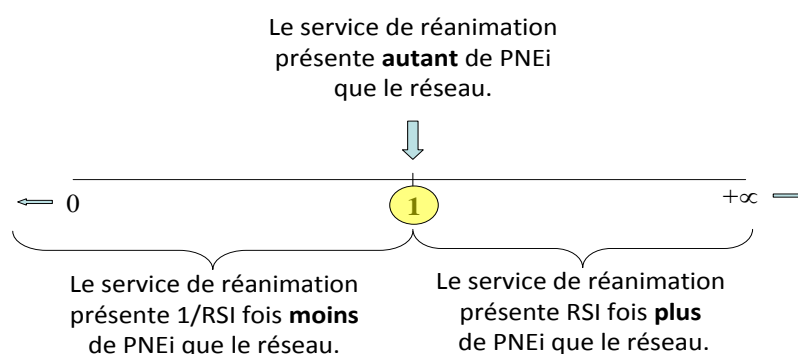 Le service de réanimation
présente autant de PNEi
que le réseau.
0 1 +∞
Le service de réanimation
présente 1/RSI fois moins
de PNEi que le réseau.
Le service de réanimation
présente RSI fois plus
de PNEi que le réseau.